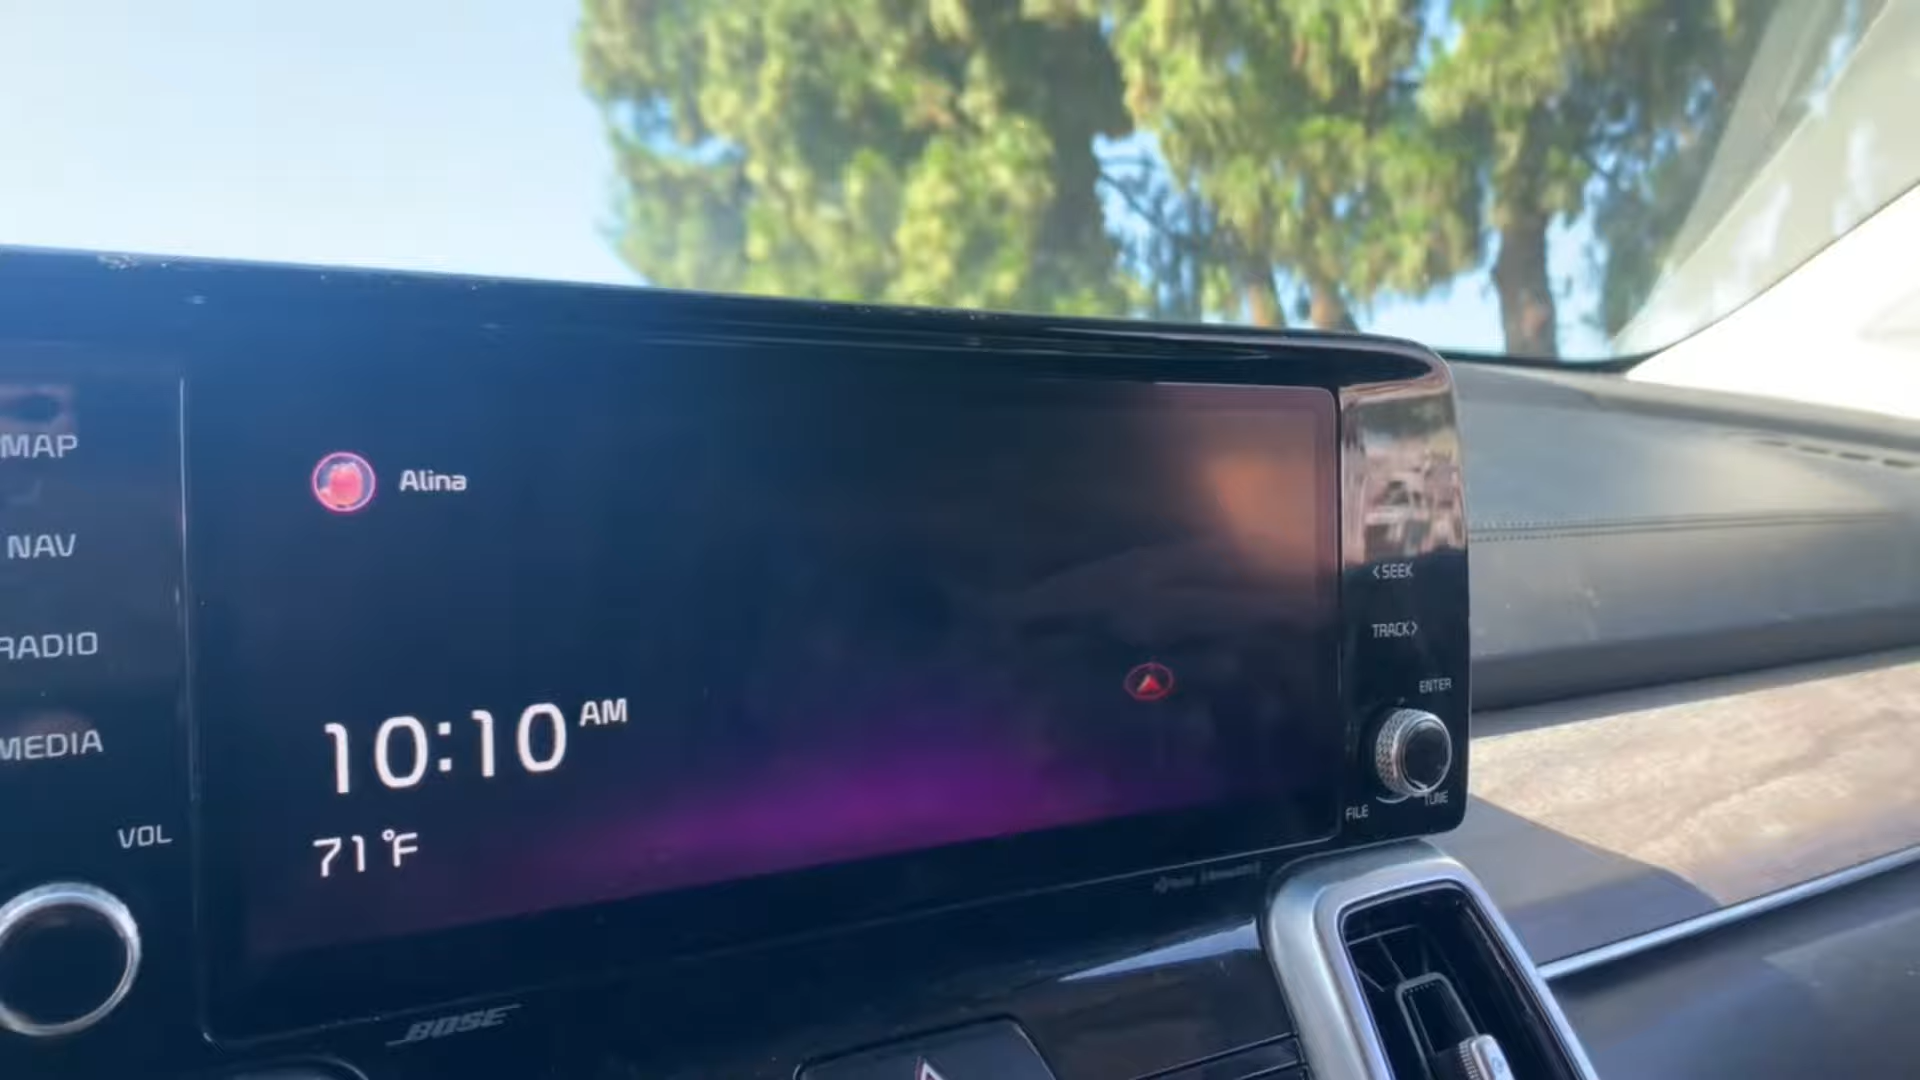 MAP
NAV
RADIO
MEDIA
VOL
Alina
10:10 AM
71°F
< SEEK
TRACK >
ENTER
FILE
TUNE
BOSE